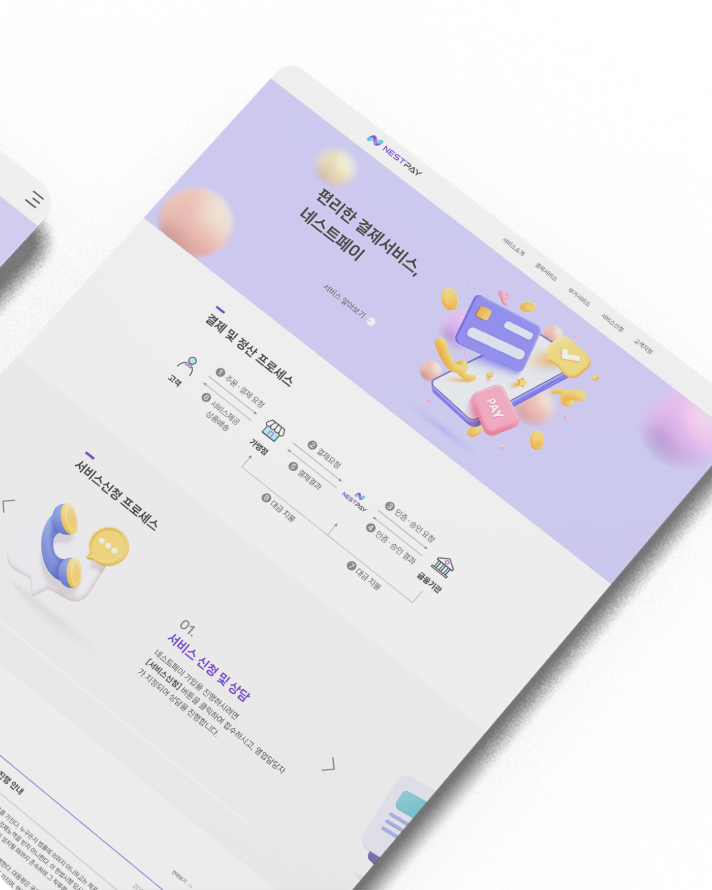 NESTPAY
서비스소개
결제서비스
부가서비스
서비스신청
고객지원
편리한 결제서비스,
네스트페이
서비스 알아보기
PAY
결제 및 정산 프로세스
고객
1 주문 · 결제 요청
6 서비스제공
상품배송
가맹점
2 결제요청
5 결제결과
NESTPAY
3 인증 · 승인 요청
4 인증 · 승인 결과
금융기관
8 대금 지불
7 대금 지불
서비스신청 프로세스
01.
서비스 신청 및 상담
네스트페이 가입을 진행하시려면
[서비스신청] 버튼을 클릭하여 접수하시고, 영업담당자
가 지정되어 상담을 진행합니다.
진행 안내